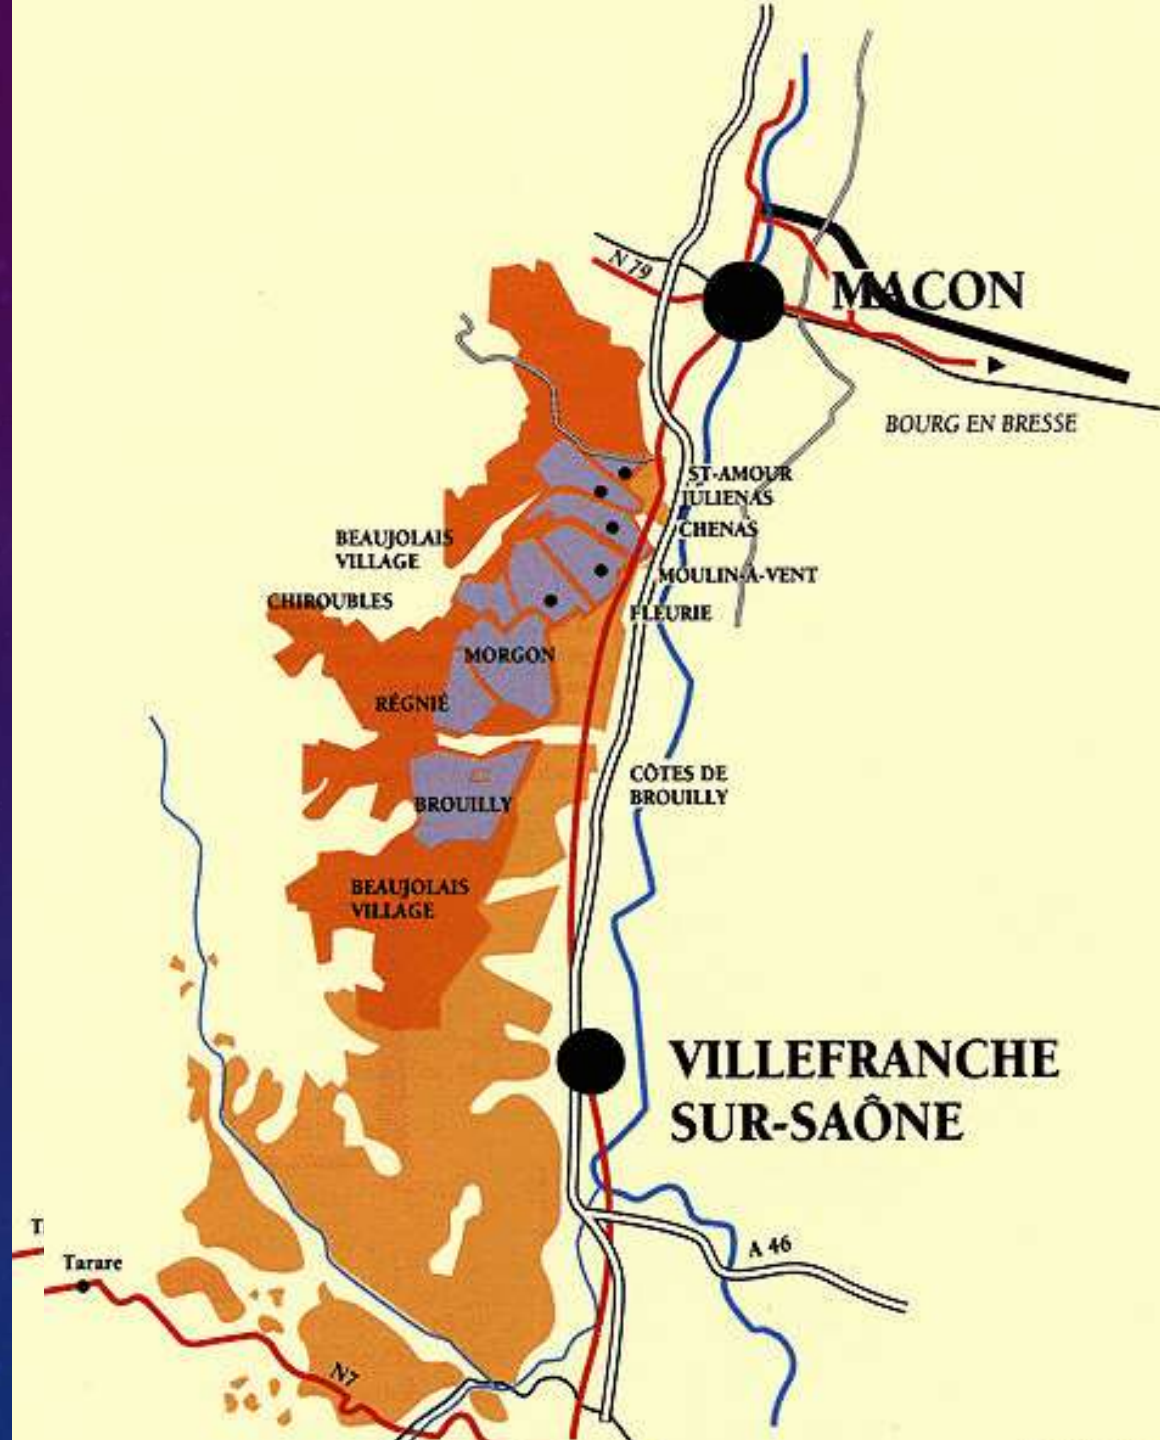 N 79
MACON
BOURG EN BRESSE
ST-AMOUR
JULIENAS
CHENAS
BEAUJOLAIS
VILLAGE
MOULIN-À-VENT
CHIROUBLES
FLEURIE
MORGON
RÉGNIÉ
CÔTES DE
BROUILLY
BROUILLY
BEAUJOLAIS
VILLAGE
VILLEFRANCHE
SUR-SAÔNE
T
A 46
Tarare
N7